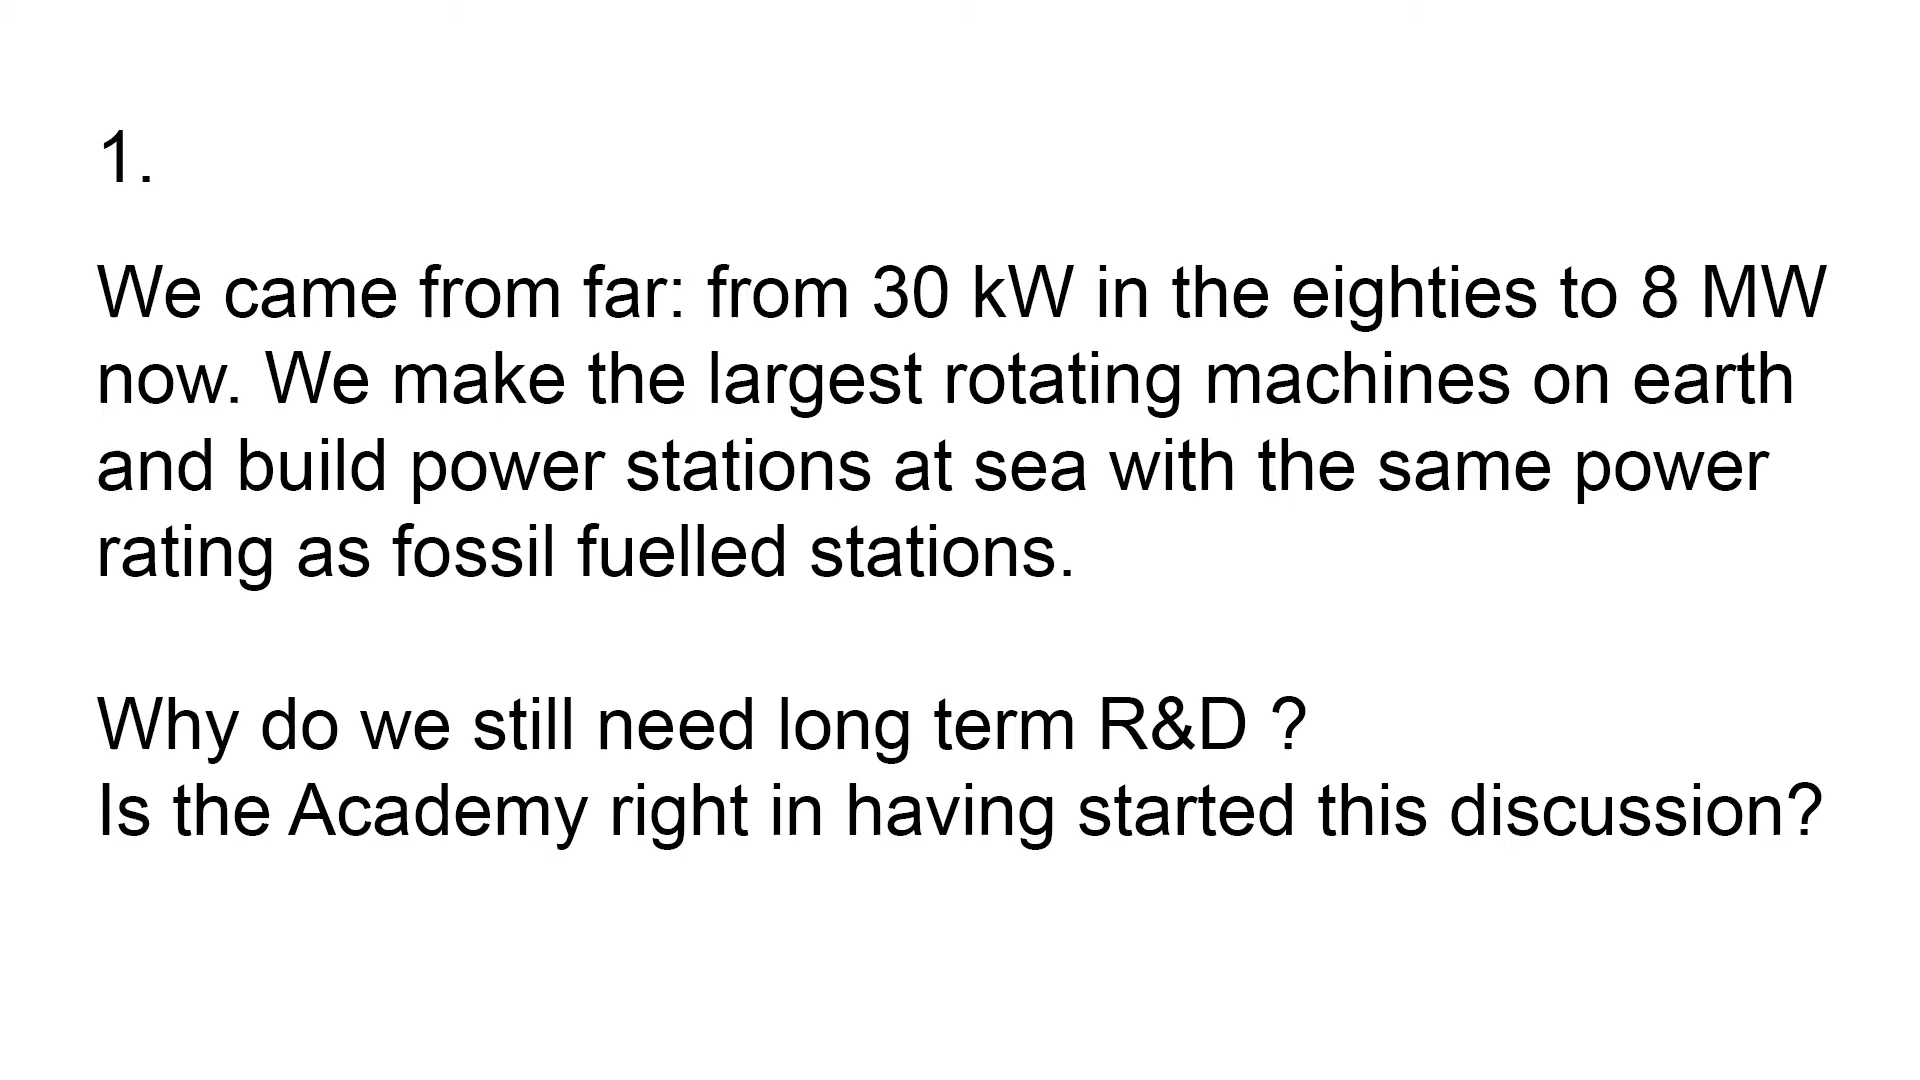 1.
We came from far: from 30 kW in the eighties to 8 MW
now. We make the largest rotating machines on earth
and build power stations at sea with the same power
rating as fossil fuelled stations.
Why do we still need long term R&D ?
Is the Academy right in having started this discussion?